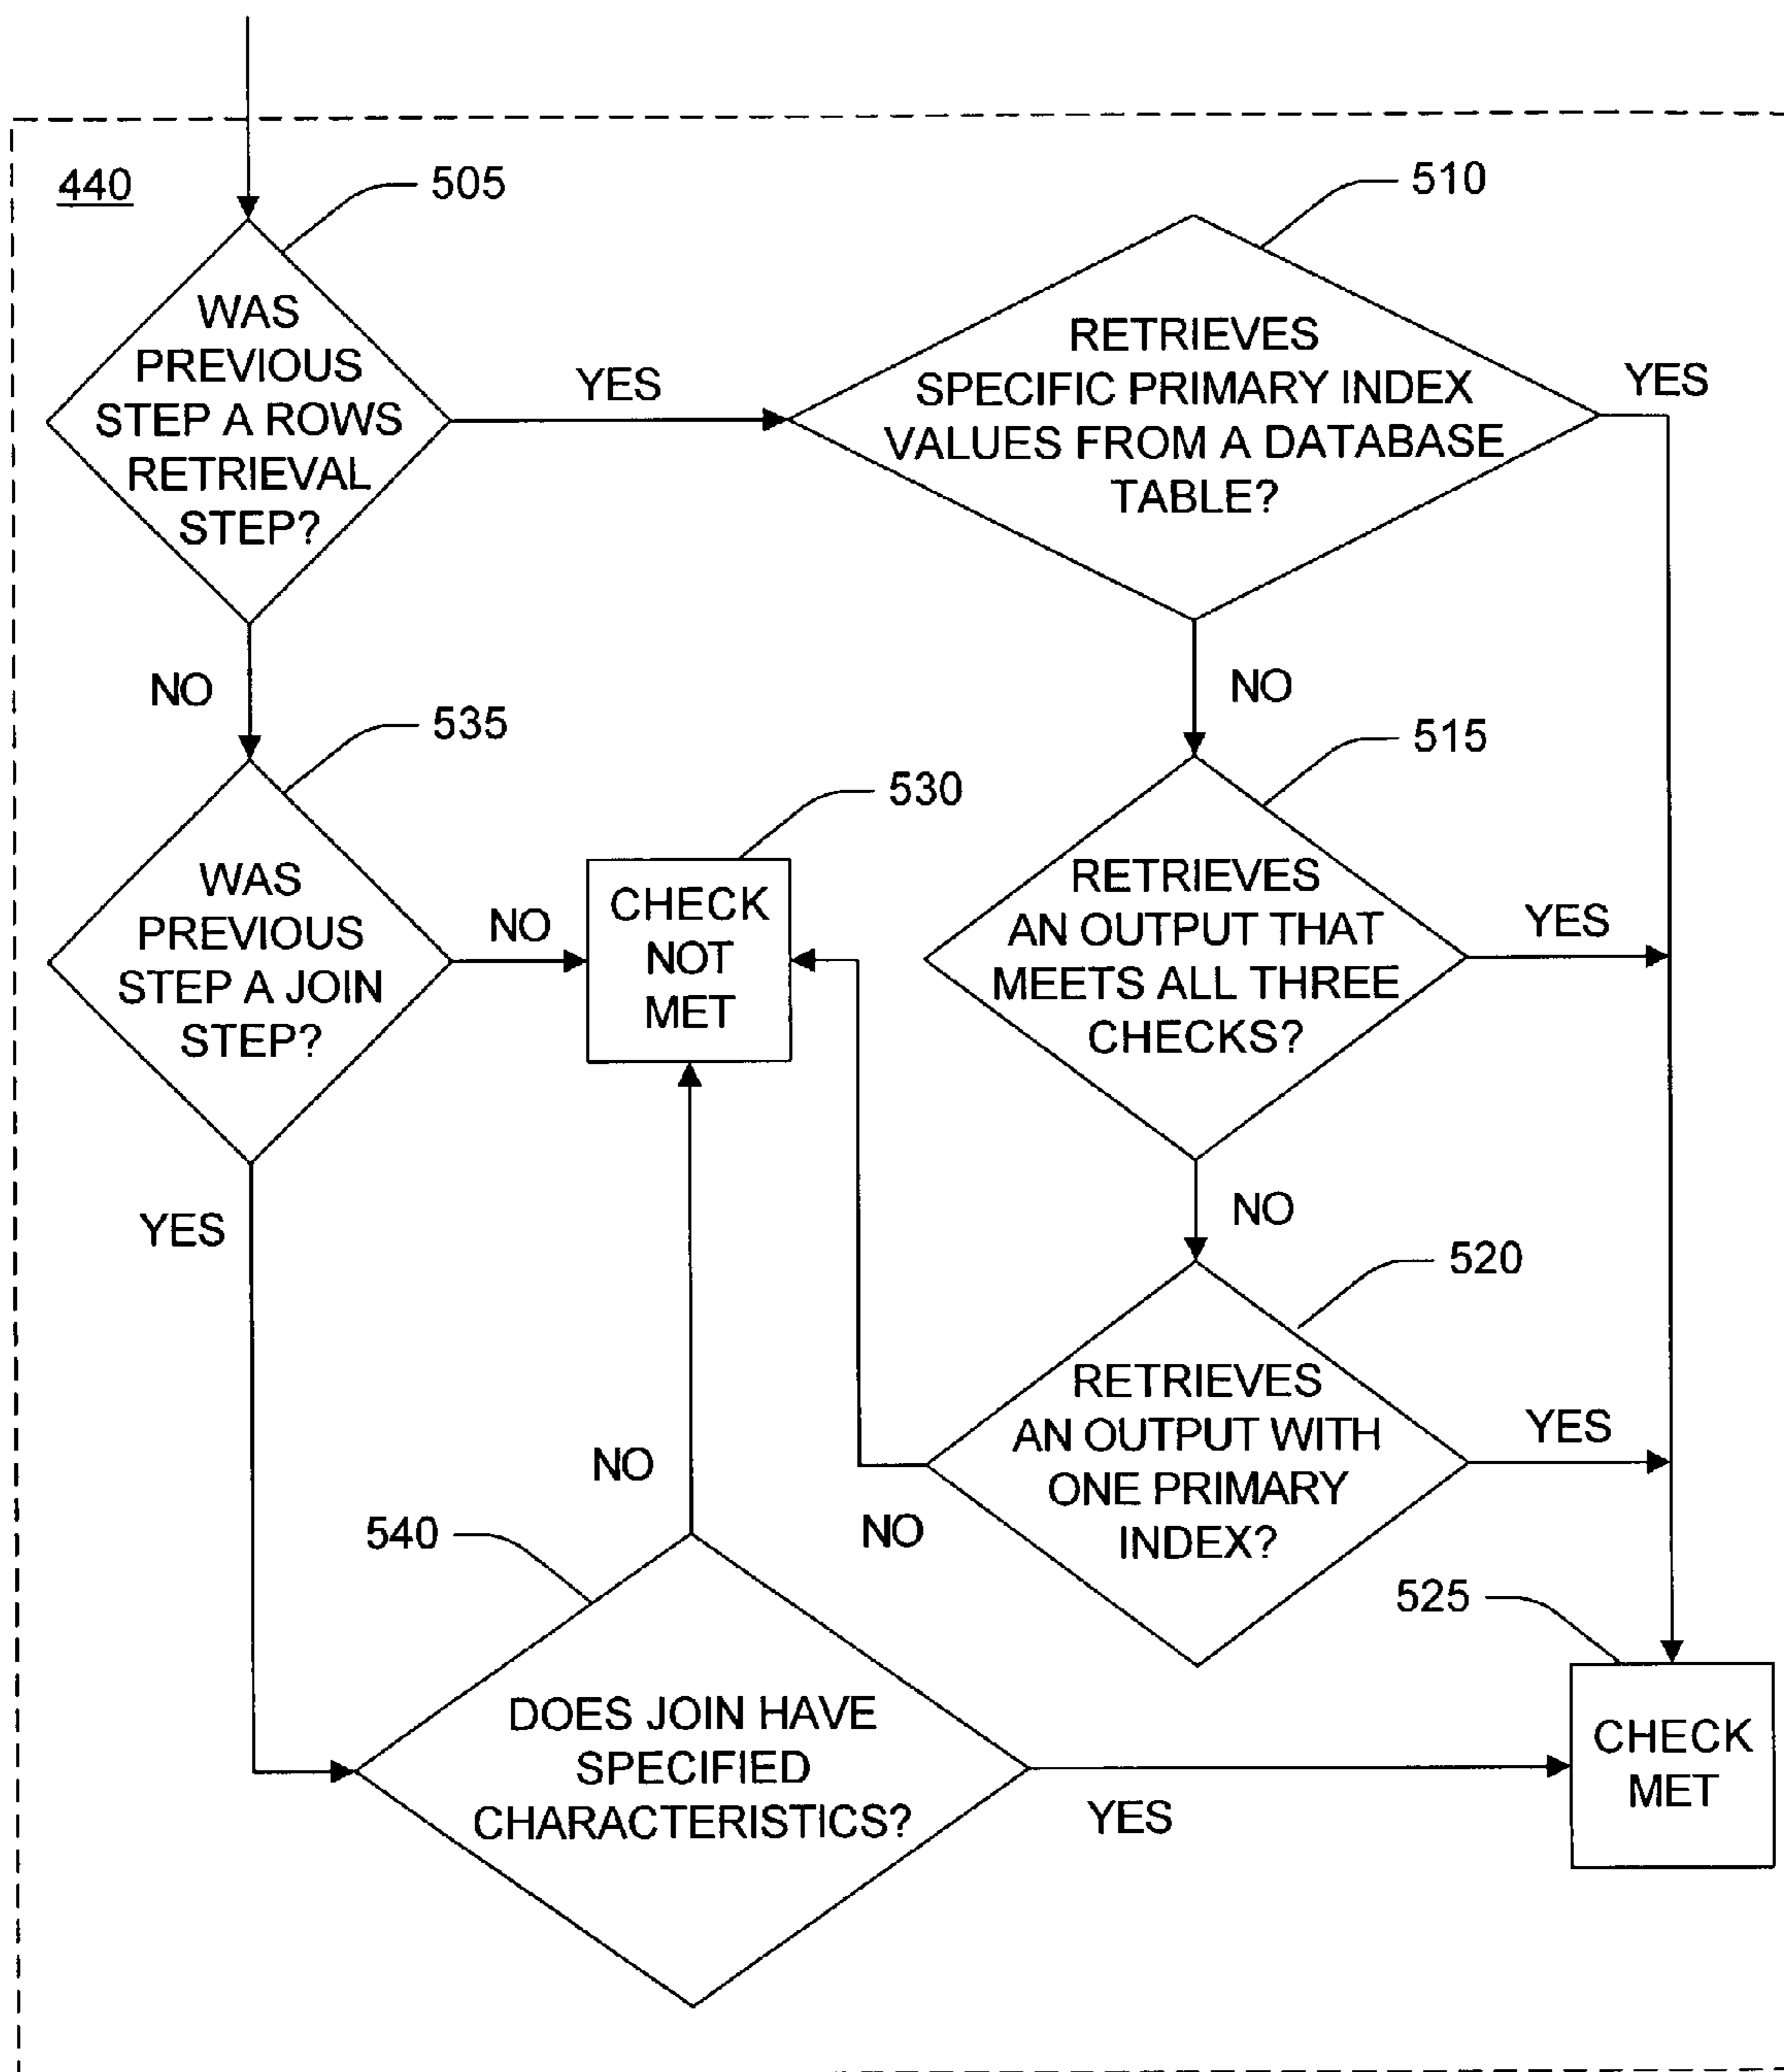 440
505
WAS
PREVIOUS
STEP A ROWS
RETRIEVAL
STEP?
YES
510
RETRIEVES
SPECIFIC PRIMARY INDEX
VALUES FROM A DATABASE
TABLE?
YES
NO
NO
535
WAS
PREVIOUS
STEP A JOIN
STEP?
NO
530
CHECK
NOT
MET
515
RETRIEVES
AN OUTPUT THAT
MEETS ALL THREE
CHECKS?
YES
NO
YES
520
RETRIEVES
AN OUTPUT WITH
ONE PRIMARY
INDEX?
YES
NO
NO
540
DOES JOIN HAVE
SPECIFIED
CHARACTERISTICS?
YES
525
CHECK
MET